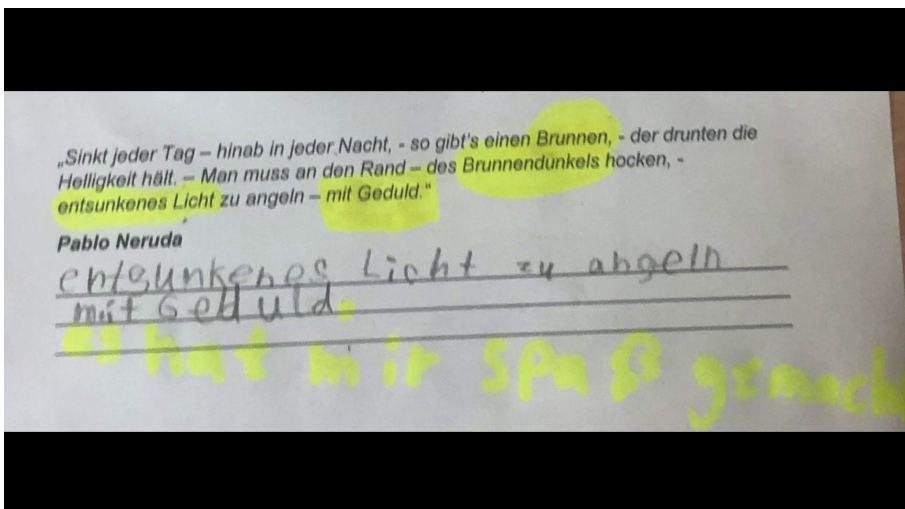 „Sinkt jeder Tag – hinab in jeder Nacht, - so gibt's einen Brunnen, - der drunten die
Helligkeit hält. – Man muss an den Rand – des Brunnendunkels hocken, -
entsunkenes Licht zu angeln – mit Geduld."
Pablo Neruda
entsunkenes Licht zu angeln
mit Geduld.
es hat mir spaß gemacht